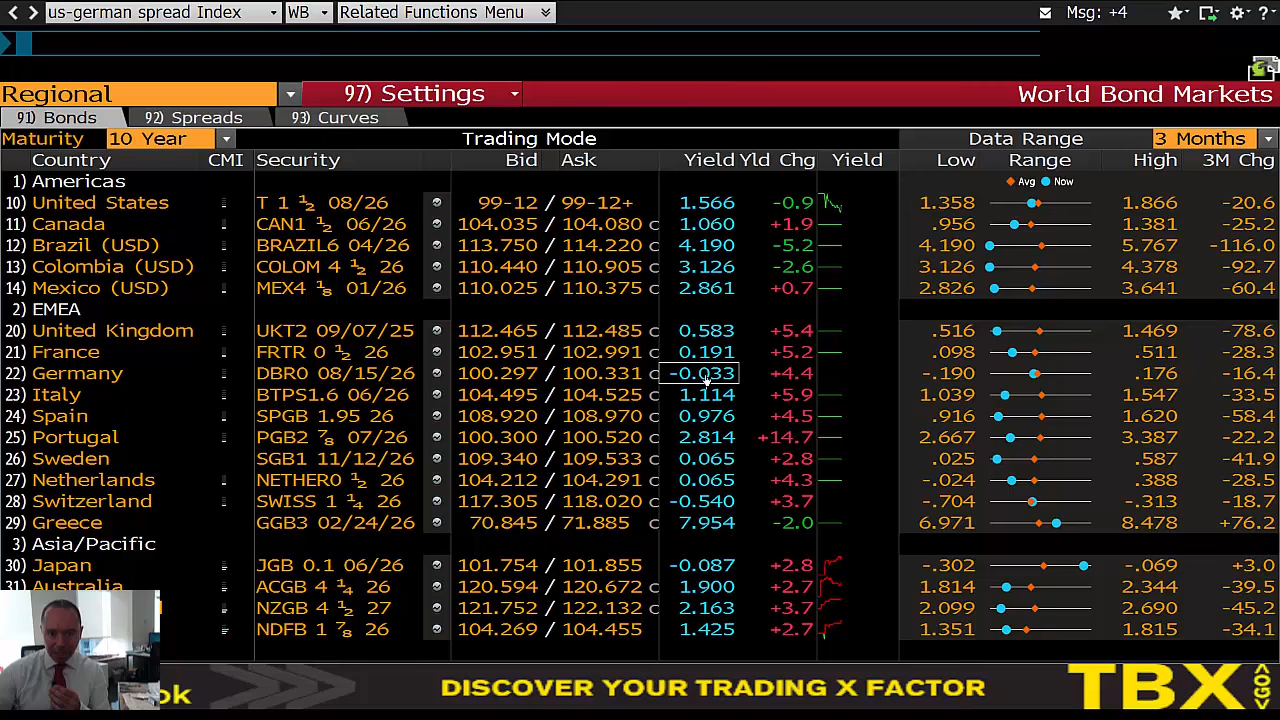 us-german spread Index WB Related Functions Menu Msg: +4 ?
Regional 97) Settings World Bond Markets
91) Bonds 92) Spreads 93) Curves
Maturity 10 Year Trading Mode Data Range 3 Months
Country CMI Security Bid Ask Yield Yld Chg Yield Low Range High 3M Chg
1) Americas Avg Now
10) United States T 1 ½ 08/26 99-12 / 99-12+ 1.566 -0.9 1.358 1.866 -20.6
11) Canada CAN1 ½ 06/26 104.035 / 104.080 c 1.060 +1.9 .956 1.381 -25.2
12) Brazil (USD) BRAZIL6 04/26 113.750 / 114.220 c 4.190 -5.2 4.190 5.767 -116.0
13) Colombia (USD) COLOM 4 ½ 26 110.440 / 110.905 c 3.126 -2.6 3.126 4.378 -92.7
14) Mexico (USD) MEX4 ⅛ 01/26 110.025 / 110.375 c 2.861 +0.7 2.826 3.641 -60.4
2) EMEA
20) United Kingdom UKT2 09/07/25 112.465 / 112.485 c 0.583 +5.4 .516 1.469 -78.6
21) France FRTR 0 ½ 26 102.951 / 102.991 c 0.191 +5.2 .098 .511 -28.3
22) Germany DBR0 08/15/26 100.297 / 100.331 c -0.033 +4.4 -.190 .176 -16.4
23) Italy BTPS1.6 06/26 104.495 / 104.525 c 1.114 +5.9 1.039 1.547 -33.5
24) Spain SPGB 1.95 26 108.920 / 108.970 c 0.976 +4.5 .916 1.620 -58.4
25) Portugal PGB2 ⅞ 07/26 100.300 / 100.520 c 2.814 +14.7 2.667 3.387 -22.2
26) Sweden SGB1 11/12/26 109.340 / 109.533 c 0.065 +2.8 .025 .587 -41.9
27) Netherlands NETHER0 ½ 26 104.212 / 104.291 c 0.065 +4.3 -.024 .388 -28.5
28) Switzerland SWISS 1 ¼ 26 117.305 / 118.020 c -0.540 +3.7 -.704 -.313 -18.7
29) Greece GGB3 02/24/26 70.845 / 71.885 c 7.954 -2.0 6.971 8.478 +76.2
3) Asia/Pacific
30) Japan JGB 0.1 06/26 101.754 / 101.855 -0.087 +2.8 -.302 -.069 +3.0
31) Australia ACGB 4 ¼ 26 120.594 / 120.672 c 1.900 +2.7 1.814 2.344 -39.5
NZGB 4 ½ 27 121.752 / 122.132 c 2.163 +3.7 2.099 2.690 -45.2
NDFB 1 ⅞ 26 104.269 / 104.455 1.425 +2.7 1.351 1.815 -34.1
ok DISCOVER YOUR TRADING X FACTOR TBX